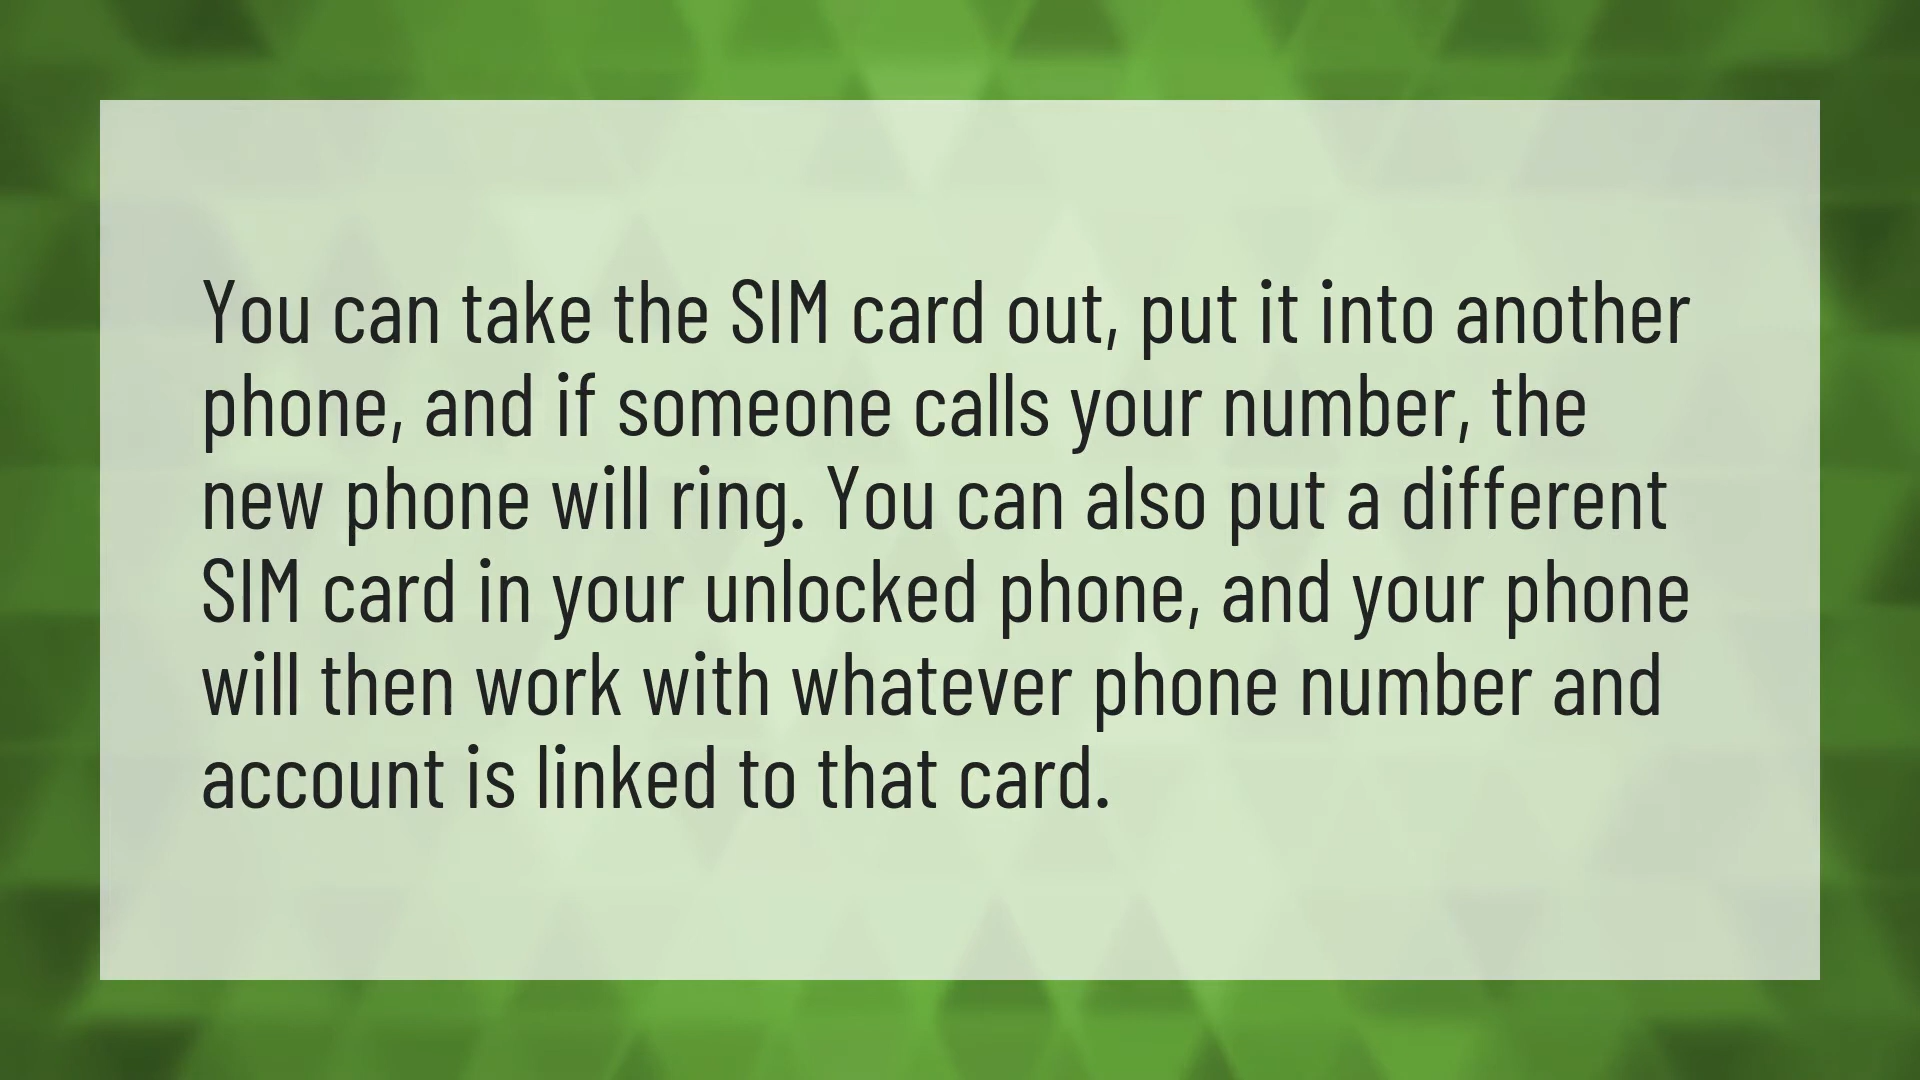 You can take the SIM card out, put it into another
phone, and if someone calls your number, the
new phone will ring. You can also put a different
SIM card in your unlocked phone, and your phone
will then work with whatever phone number and
account is linked to that card.